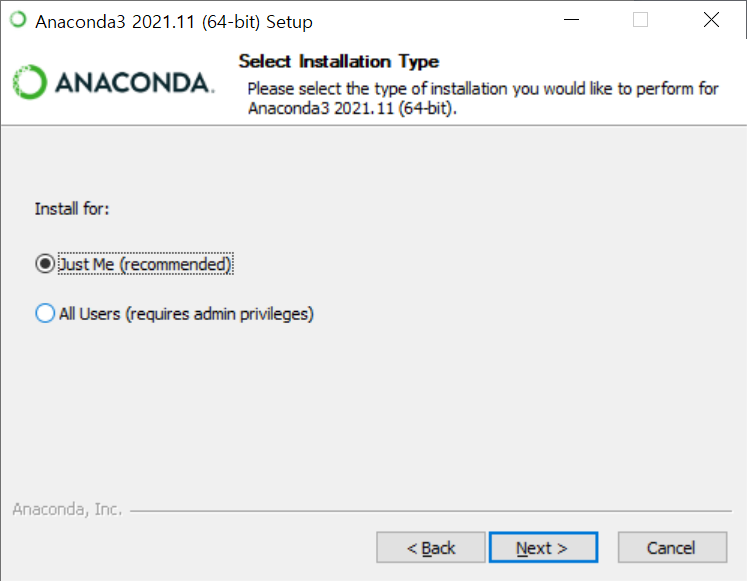 Anaconda3 2021.11 (64-bit) Setup
ANACONDA.
Select Installation Type
Please select the type of installation you would like to perform for
Anaconda3 2021.11 (64-bit).
Install for:
Just Me (recommended)
All Users (requires admin privileges)
Anaconda, Inc.
< Back
Next >
Cancel